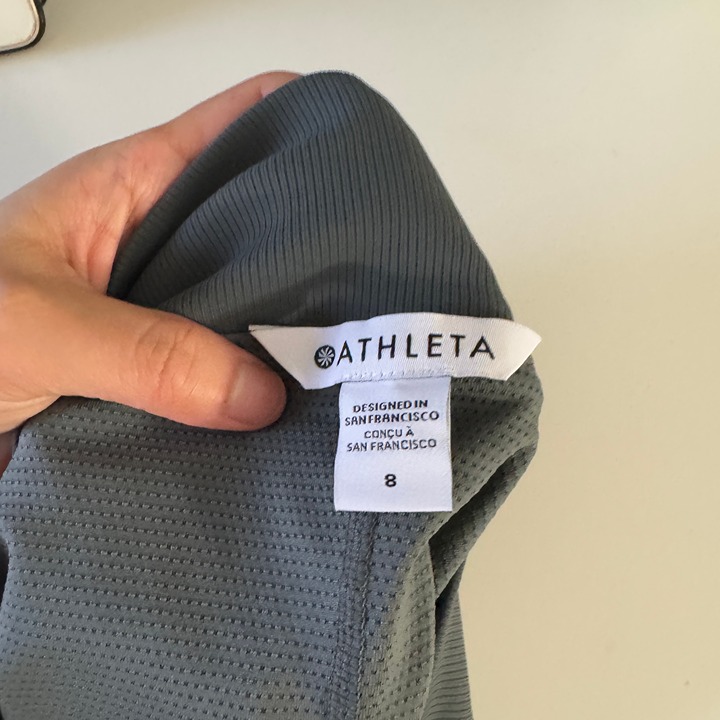 ATHLETA
DESIGNED IN
SAN FRANCISCO
CONÇU À
SAN FRANCISCO
8